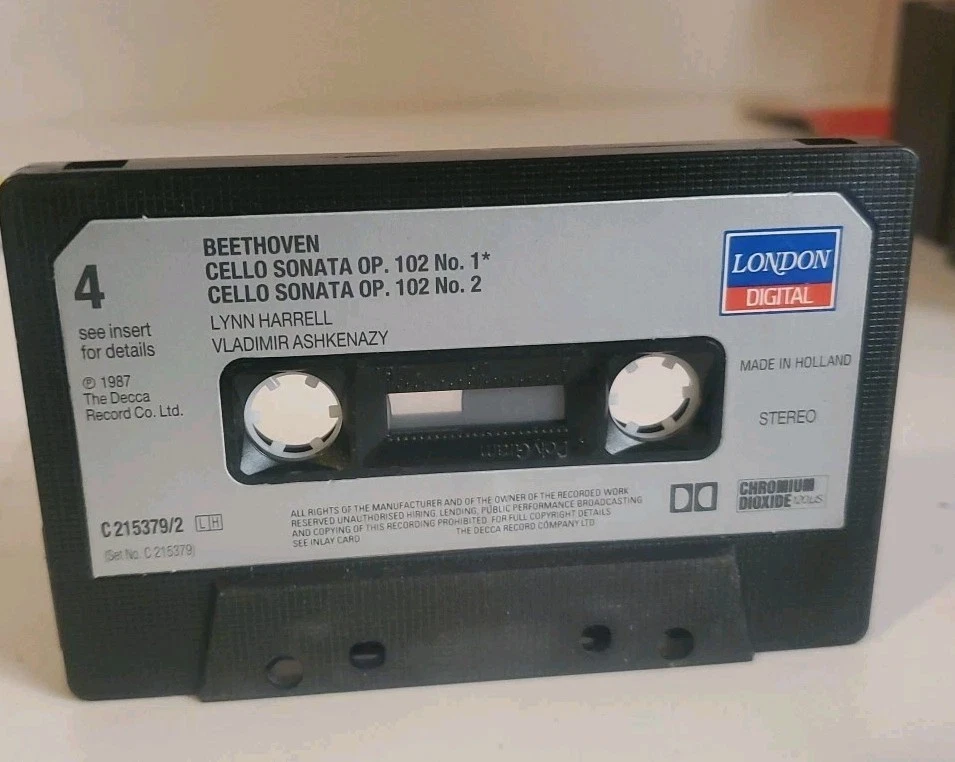 BEETHOVEN
CELLO SONATA OP. 102 No. 1*
CELLO SONATA OP. 102 No. 2
LYNN HARRELL
VLADIMIR ASHKENAZY
4
see insert
for details
℗ 1987
The Decca
Record Co. Ltd.
LONDON
DIGITAL
MADE IN HOLLAND
STEREO
PolyGram
C 215379/2 LH
(Set No. C 215379)
ALL RIGHTS OF THE MANUFACTURER AND OF THE OWNER OF THE RECORDED WORK
RESERVED UNAUTHORISED HIRING, LENDING, PUBLIC PERFORMANCE BROADCASTING
AND COPYING OF THIS RECORDING PROHIBITED. FOR FULL COPYRIGHT DETAILS
SEE INLAY CARD THE DECCA RECORD COMPANY LTD
CHROMIUM
DIOXIDE 120µS